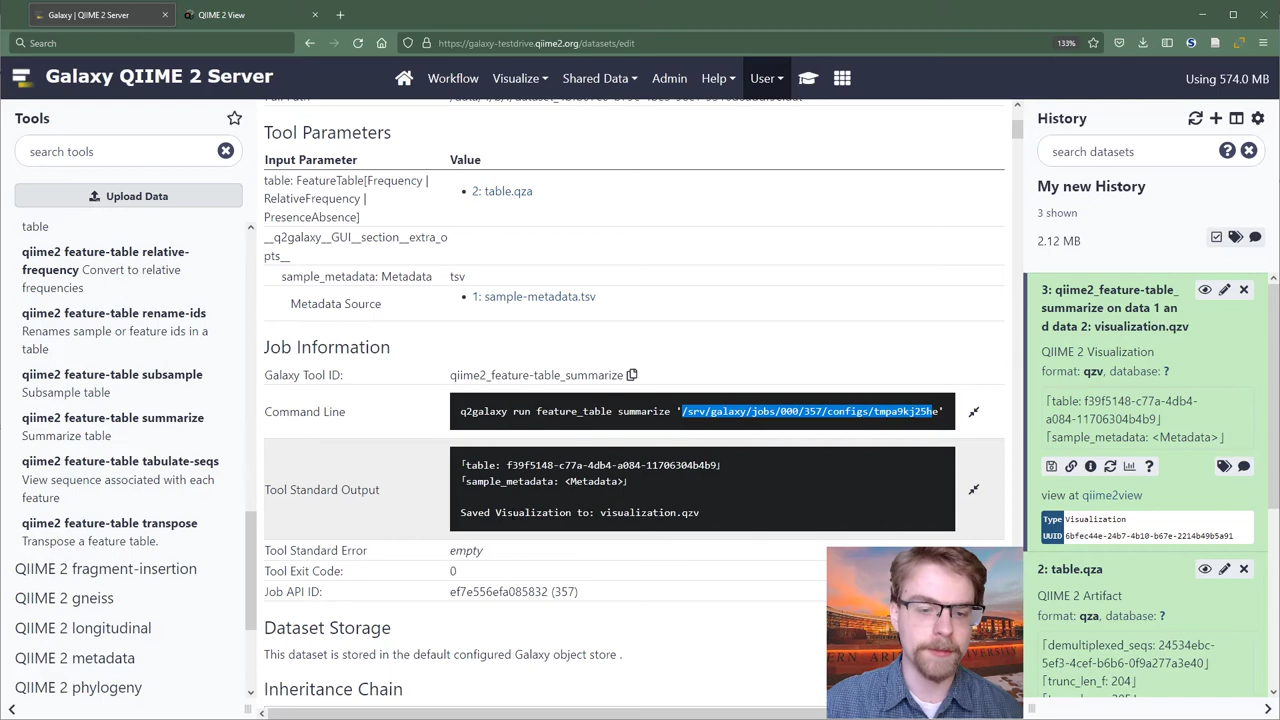 Galaxy | QIIME 2 Server
QIIME 2 View
Search
https://galaxy-testdrive.qiime2.org/datasets/edit
133%
Galaxy QIIME 2 Server
Workflow
Visualize
Shared Data
Admin
Help
User
Using 574.0 MB
Tools
search tools
Upload Data
table
qiime2 feature-table relative-
frequency Convert to relative
frequencies
qiime2 feature-table rename-ids
Renames sample or feature ids in a
table
qiime2 feature-table subsample
Subsample table
qiime2 feature-table summarize
Summarize table
qiime2 feature-table tabulate-seqs
View sequence associated with each
feature
qiime2 feature-table transpose
Transpose a feature table.
QIIME 2 fragment-insertion
QIIME 2 gneiss
QIIME 2 longitudinal
QIIME 2 metadata
QIIME 2 phylogeny
Tool Parameters
Input Parameter Value
table: FeatureTable[Frequency |
RelativeFrequency |
PresenceAbsence]
2: table.qza
__q2galaxy__GUI__section__extra_o
pts__
sample_metadata: Metadata tsv
Metadata Source
1: sample-metadata.tsv
Job Information
Galaxy Tool ID: qiime2_feature-table_summarize
Command Line
q2galaxy run feature_table summarize '/srv/galaxy/jobs/000/357/configs/tmpa9kj25he'
Tool Standard Output
「table: f39f5148-c77a-4db4-a084-11706304b4b9」
「sample_metadata: <Metadata>」
Saved Visualization to: visualization.qzv
Tool Standard Error empty
Tool Exit Code: 0
Job API ID: ef7e556efa085832 (357)
Dataset Storage
This dataset is stored in the default configured Galaxy object store .
Inheritance Chain
History
search datasets
My new History
3 shown
2.12 MB
3: qiime2_feature-table_
summarize on data 1 an
d data 2: visualization.qzv
QIIME 2 Visualization
format: qzv, database: ?
「table: f39f5148-c77a-4db4-
a084-11706304b4b9」
「sample_metadata: <Metadata>」
view at qiime2view
Type Visualization
UUID 6bfec44e-24b7-4b10-b67e-2214b49b5a91
2: table.qza
QIIME 2 Artifact
format: qza, database: ?
「demultiplexed_seqs: 24534ebc-
5ef3-4cef-b6b6-0f9a277a3e40」
「trunc_len_f: 204」